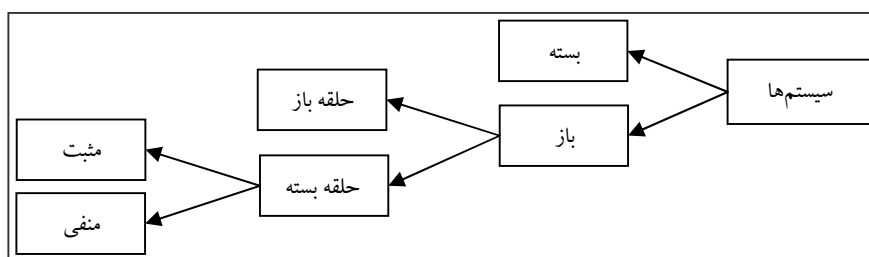 سیستم‌ها
بسته
باز
حلقه باز
حلقه بسته
مثبت
منفی